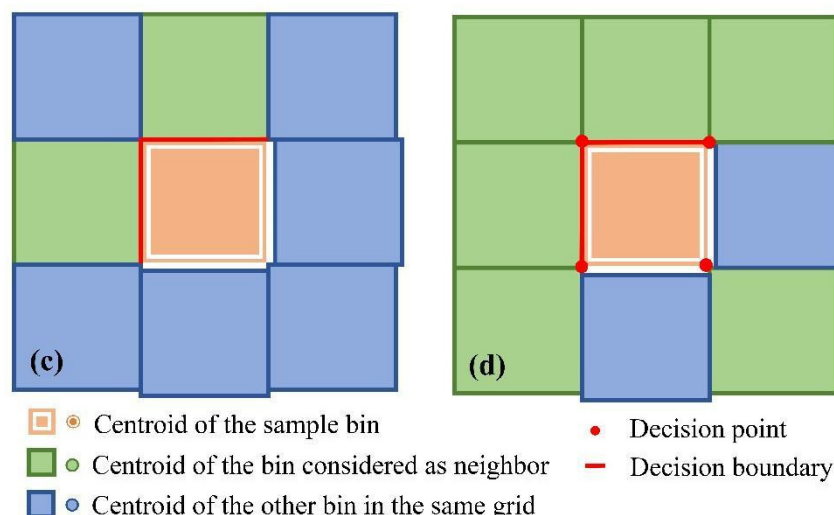 (c)
(d)
Centroid of the sample bin
Centroid of the bin considered as neighbor
Centroid of the other bin in the same grid
Decision point
Decision boundary